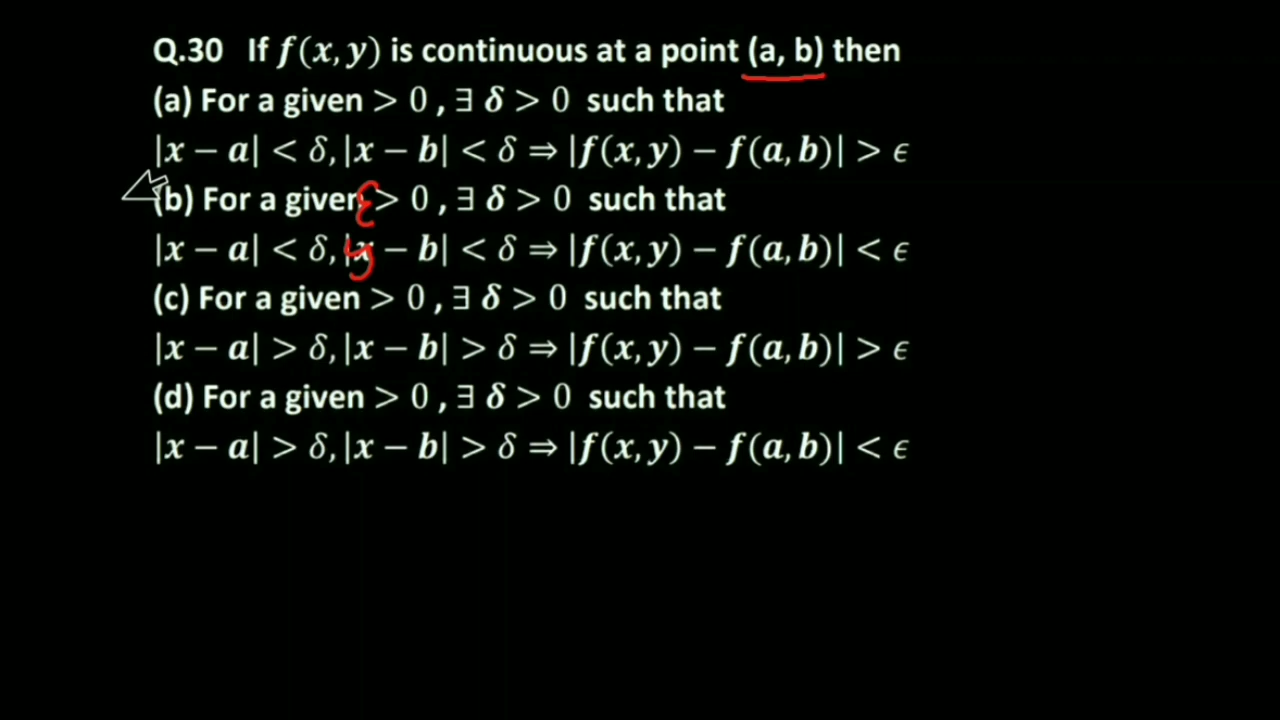 Q.30 If f(x, y) is continuous at a point (a, b) then
(a) For a given > 0 , ∃ δ > 0 such that
|x − a| < δ, |x − b| < δ ⇒ |f(x, y) − f(a, b)| > ϵ
(b) For a given ε > 0 , ∃ δ > 0 such that
|x − a| < δ, |y − b| < δ ⇒ |f(x, y) − f(a, b)| < ϵ
(c) For a given > 0 , ∃ δ > 0 such that
|x − a| > δ, |x − b| > δ ⇒ |f(x, y) − f(a, b)| > ϵ
(d) For a given > 0 , ∃ δ > 0 such that
|x − a| > δ, |x − b| > δ ⇒ |f(x, y) − f(a, b)| < ϵ